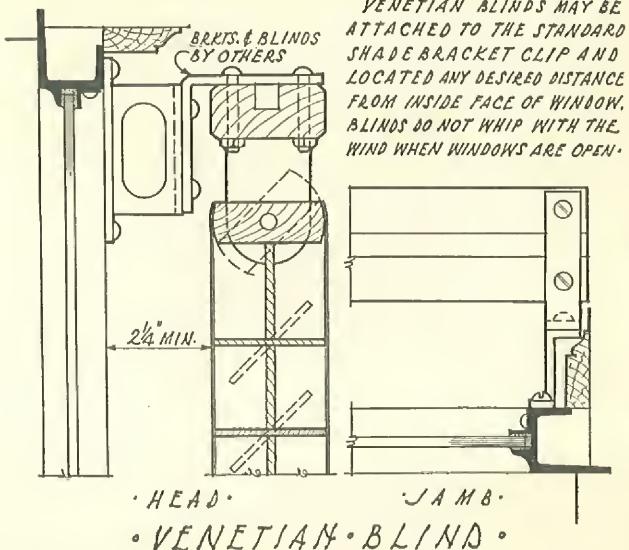 VENETIAN BLINDS MAY BE
ATTACHED TO THE STANDARD
SHADE BRACKET CLIP AND
LOCATED ANY DESIRED DISTANCE
FROM INSIDE FACE OF WINDOW.
BLINDS DO NOT WHIP WITH THE
WIND WHEN WINDOWS ARE OPEN·
BRKTS. & BLINDS
BY OTHERS
2¼" MIN.
· HEAD ·
· JAMB ·
· VENETIAN · BLIND ·